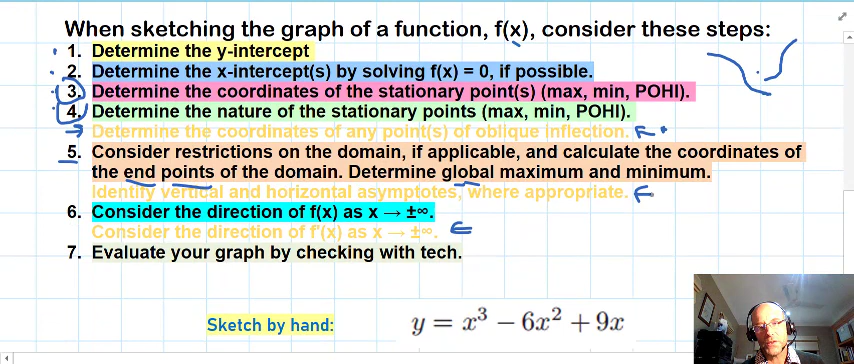 When sketching the graph of a function, f(x), consider these steps:
1. Determine the y-intercept
2. Determine the x-intercept(s) by solving f(x) = 0, if possible.
3. Determine the coordinates of the stationary point(s) (max, min, POHI).
4. Determine the nature of the stationary points (max, min, POHI).
Determine the coordinates of any point(s) of oblique inflection.
5. Consider restrictions on the domain, if applicable, and calculate the coordinates of
the end points of the domain. Determine global maximum and minimum.
Identify vertical and horizontal asymptotes, where appropriate.
6. Consider the direction of f(x) as x → ±∞.
Consider the direction of f'(x) as x → ±∞.
7. Evaluate your graph by checking with tech.
Sketch by hand: y = x³ − 6x² + 9x